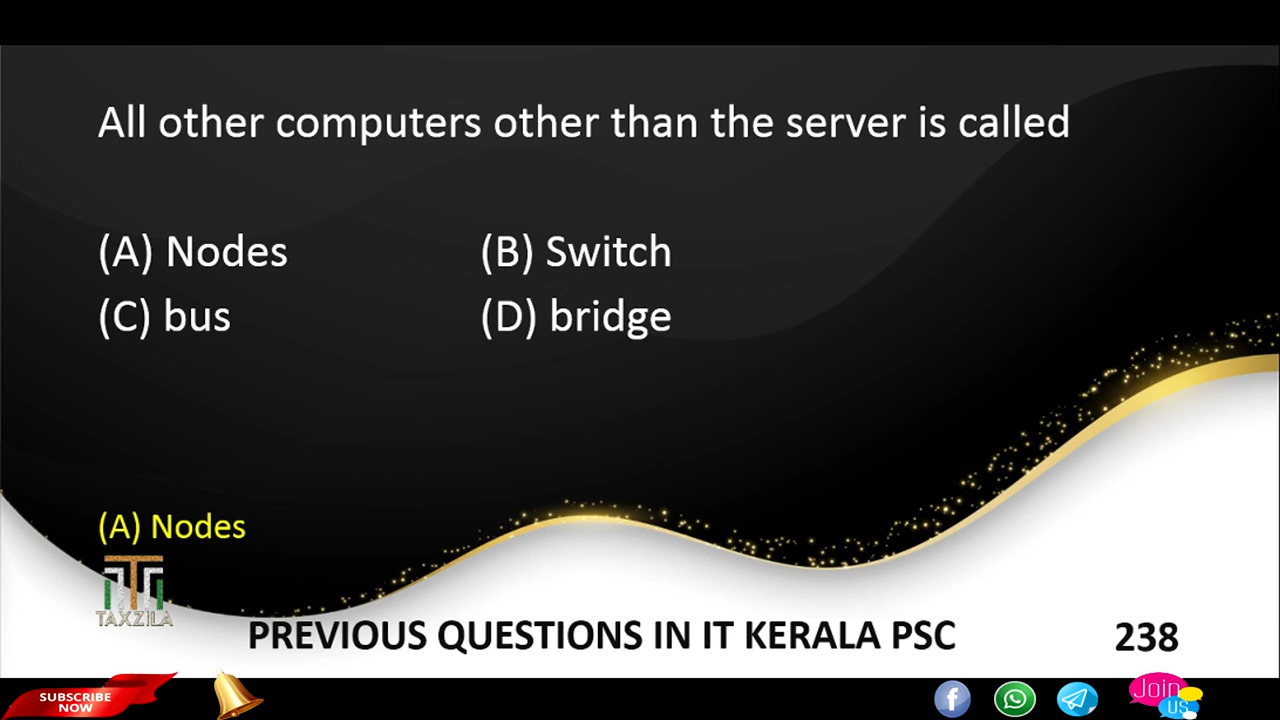 All other computers other than the server is called
(A) Nodes (B) Switch
(C) bus (D) bridge
(A) Nodes
TAXZILA
PREVIOUS QUESTIONS IN IT KERALA PSC 238
SUBSCRIBE
NOW
Join
us